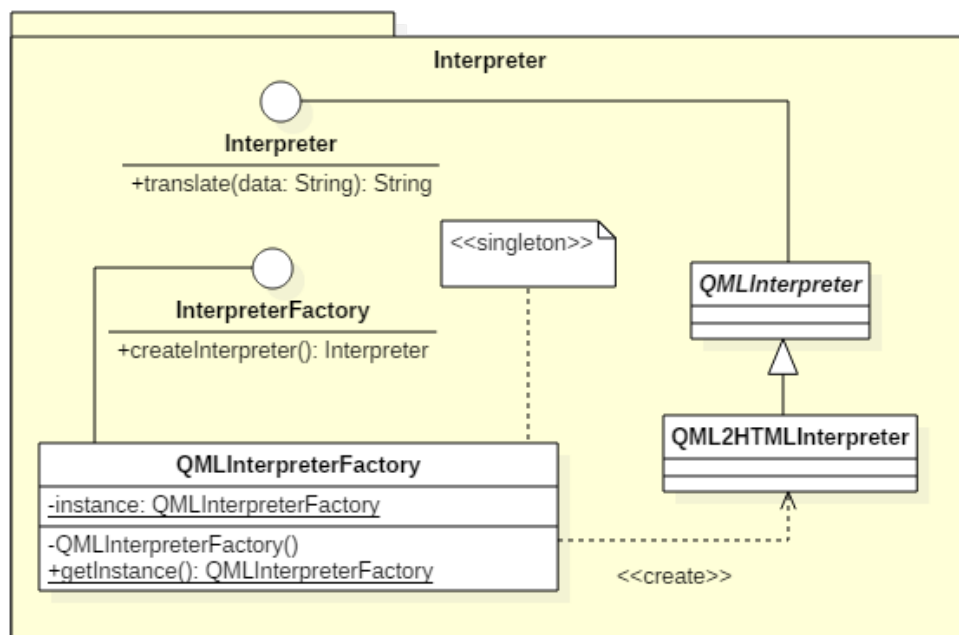 Interpreter
Interpreter
+translate(data: String): String
<<singleton>>
QMLInterpreter
InterpreterFactory
+createInterpreter(): Interpreter
QML2HTMLInterpreter
QMLInterpreterFactory
-instance: QMLInterpreterFactory
-QMLInterpreterFactory()
+getInstance(): QMLInterpreterFactory
<<create>>